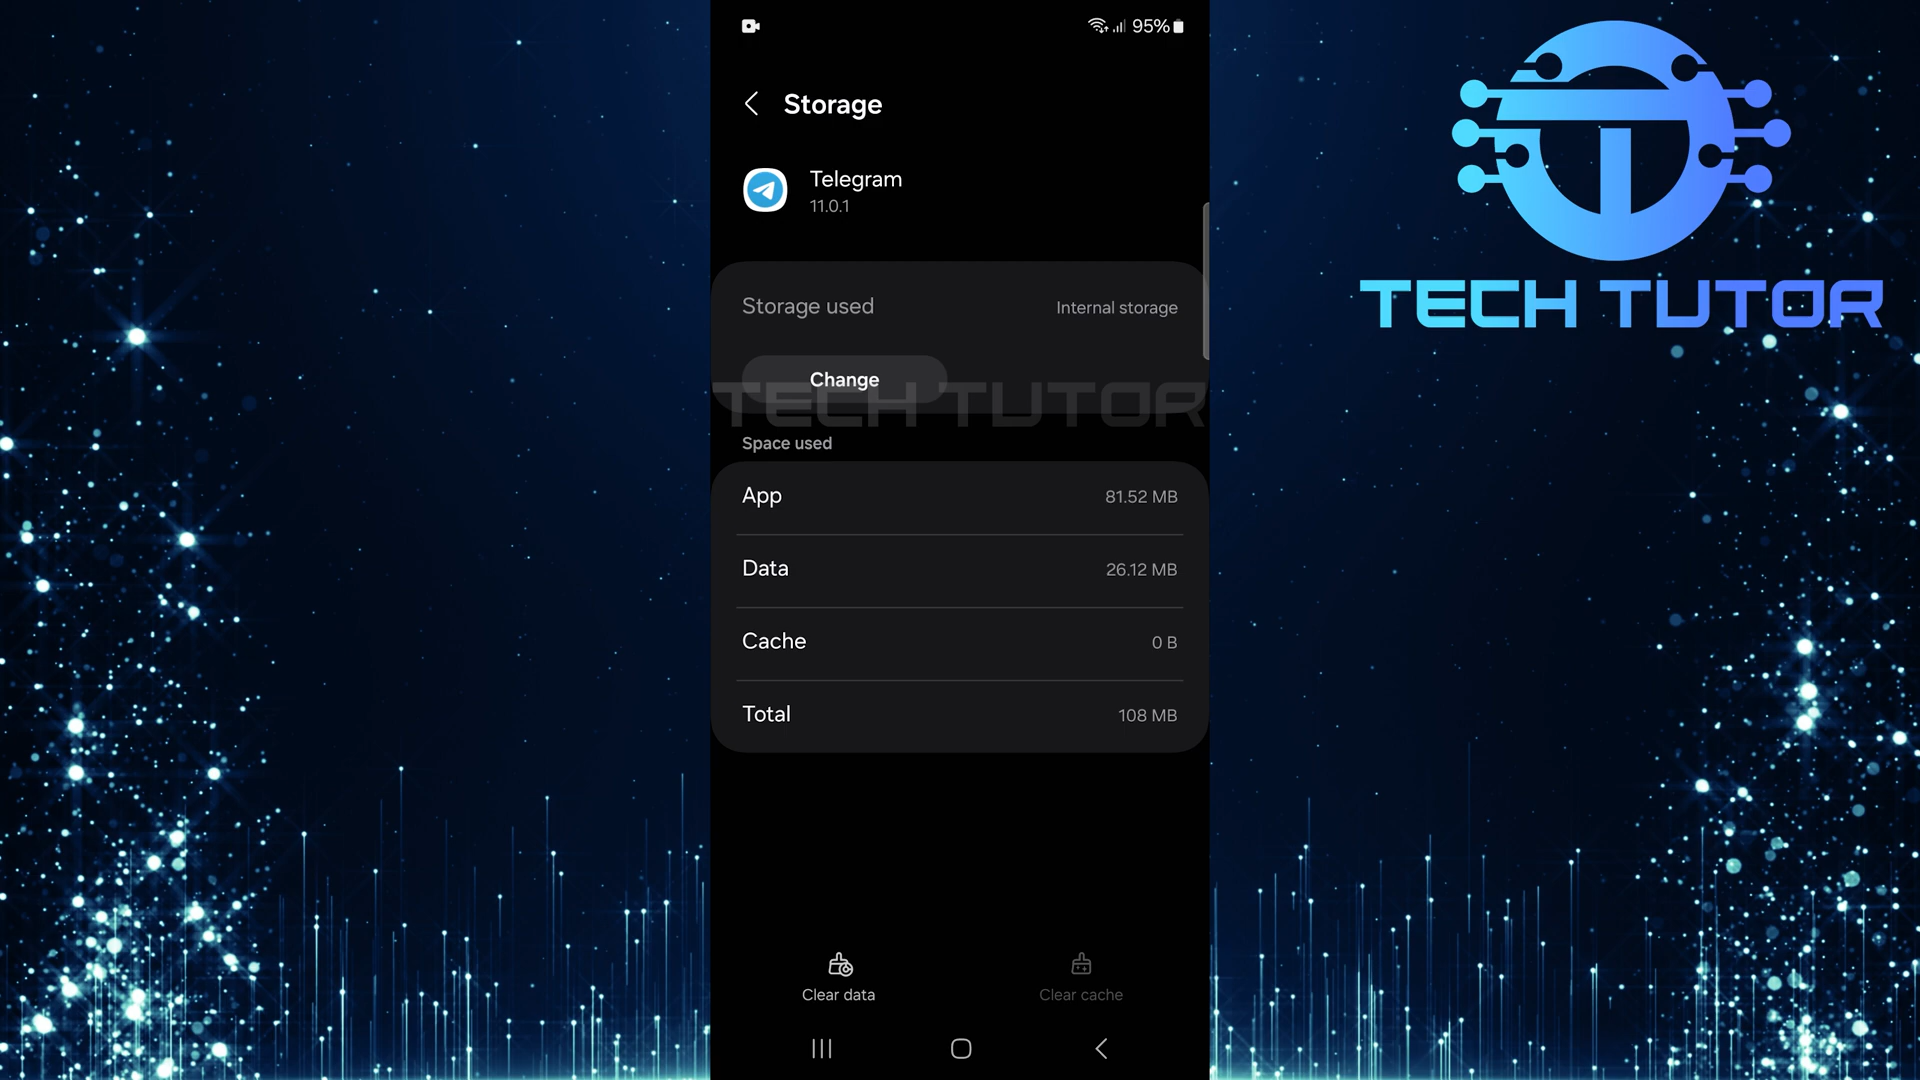 95%
Storage
Telegram
11.0.1
Storage used
Internal storage
Change
TECH TUTOR
Space used
App
81.52 MB
Data
26.12 MB
Cache
0 B
Total
108 MB
Clear data
Clear cache
TECH TUTOR